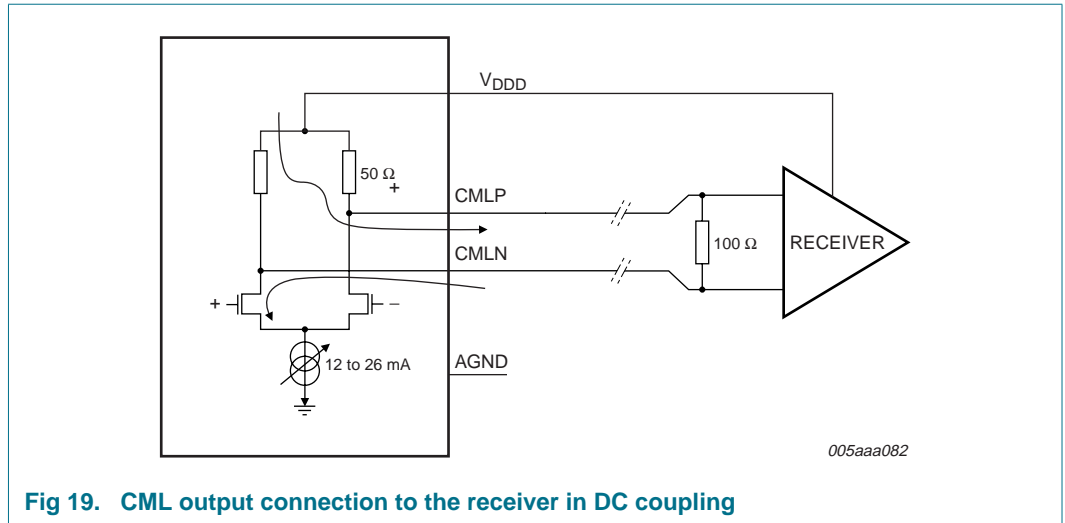 V_DDD
50 Ω
+
CMLP
CMLN
100 Ω
RECEIVER
+
−
12 to 26 mA
AGND
005aaa082
Fig 19. CML output connection to the receiver in DC coupling